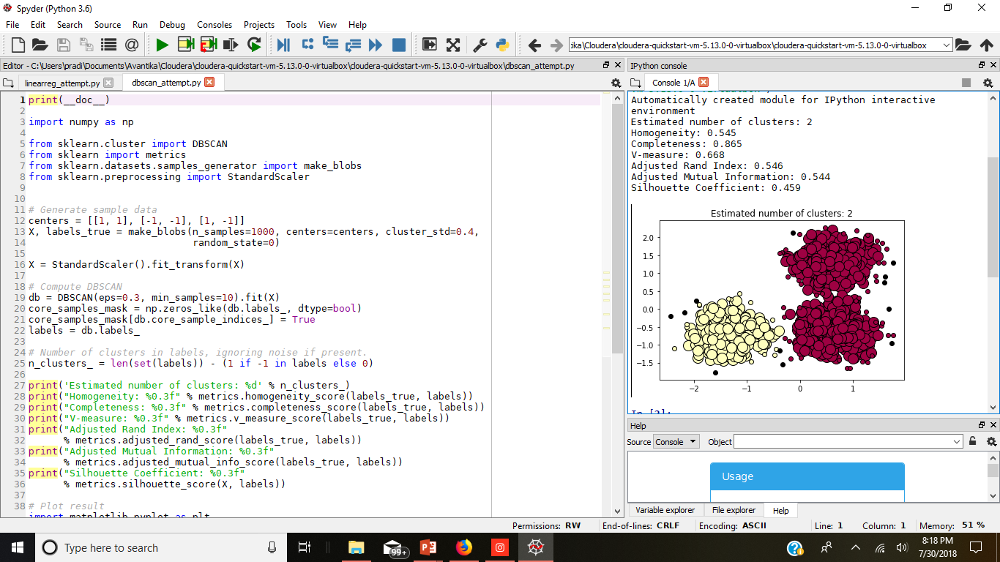 Spyder (Python 3.6)
File Edit Search Source Run Debug Consoles Projects Tools View Help
:ika\Cloudera\cloudera-quickstart-vm-5.13.0-0-virtualbox\cloudera-quickstart-vm-5.13.0-0-virtualbox
Editor - C:\Users\pradi\Documents\Avantika\Cloudera\cloudera-quickstart-vm-5.13.0-0-virtualbox\cloudera-quickstart-vm-5.13.0-0-virtualbox\dbscan_attempt.py
linearreg_attempt.py dbscan_attempt.py
1 print(__doc__)
2
3 import numpy as np
4
5 from sklearn.cluster import DBSCAN
6 from sklearn import metrics
7 from sklearn.datasets.samples_generator import make_blobs
8 from sklearn.preprocessing import StandardScaler
9
10
11 # Generate sample data
12 centers = [[1, 1], [-1, -1], [1, -1]]
13 X, labels_true = make_blobs(n_samples=1000, centers=centers, cluster_std=0.4,
14 random_state=0)
15
16 X = StandardScaler().fit_transform(X)
17
18 # Compute DBSCAN
19 db = DBSCAN(eps=0.3, min_samples=10).fit(X)
20 core_samples_mask = np.zeros_like(db.labels_, dtype=bool)
21 core_samples_mask[db.core_sample_indices_] = True
22 labels = db.labels_
23
24 # Number of clusters in labels, ignoring noise if present.
25 n_clusters_ = len(set(labels)) - (1 if -1 in labels else 0)
26
27 print('Estimated number of clusters: %d' % n_clusters_)
28 print("Homogeneity: %0.3f" % metrics.homogeneity_score(labels_true, labels))
29 print("Completeness: %0.3f" % metrics.completeness_score(labels_true, labels))
30 print("V-measure: %0.3f" % metrics.v_measure_score(labels_true, labels))
31 print("Adjusted Rand Index: %0.3f"
32 % metrics.adjusted_rand_score(labels_true, labels))
33 print("Adjusted Mutual Information: %0.3f"
34 % metrics.adjusted_mutual_info_score(labels_true, labels))
35 print("Silhouette Coefficient: %0.3f"
36 % metrics.silhouette_score(X, labels))
37
38 # Plot result
import matplotlib.pyplot as plt
IPython console
Console 1/A
Automatically created module for IPython interactive
environment
Estimated number of clusters: 2
Homogeneity: 0.545
Completeness: 0.865
V-measure: 0.668
Adjusted Rand Index: 0.546
Adjusted Mutual Information: 0.544
Silhouette Coefficient: 0.459
Estimated number of clusters: 2
2.0
1.5
1.0
0.5
0.0
−0.5
−1.0
−1.5
−2 −1 0 1
Help
Source Console Object
Usage
Variable explorer File explorer Help
Permissions: RW End-of-lines: CRLF Encoding: ASCII Line: 1 Column: 1 Memory: 51 %
Type here to search
99+
8:18 PM
7/30/2018